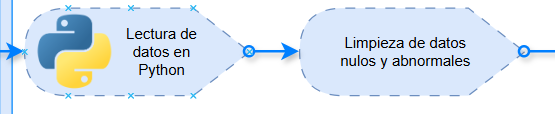 Lectura de
datos en
Python
Limpieza de datos
nulos y abnormales